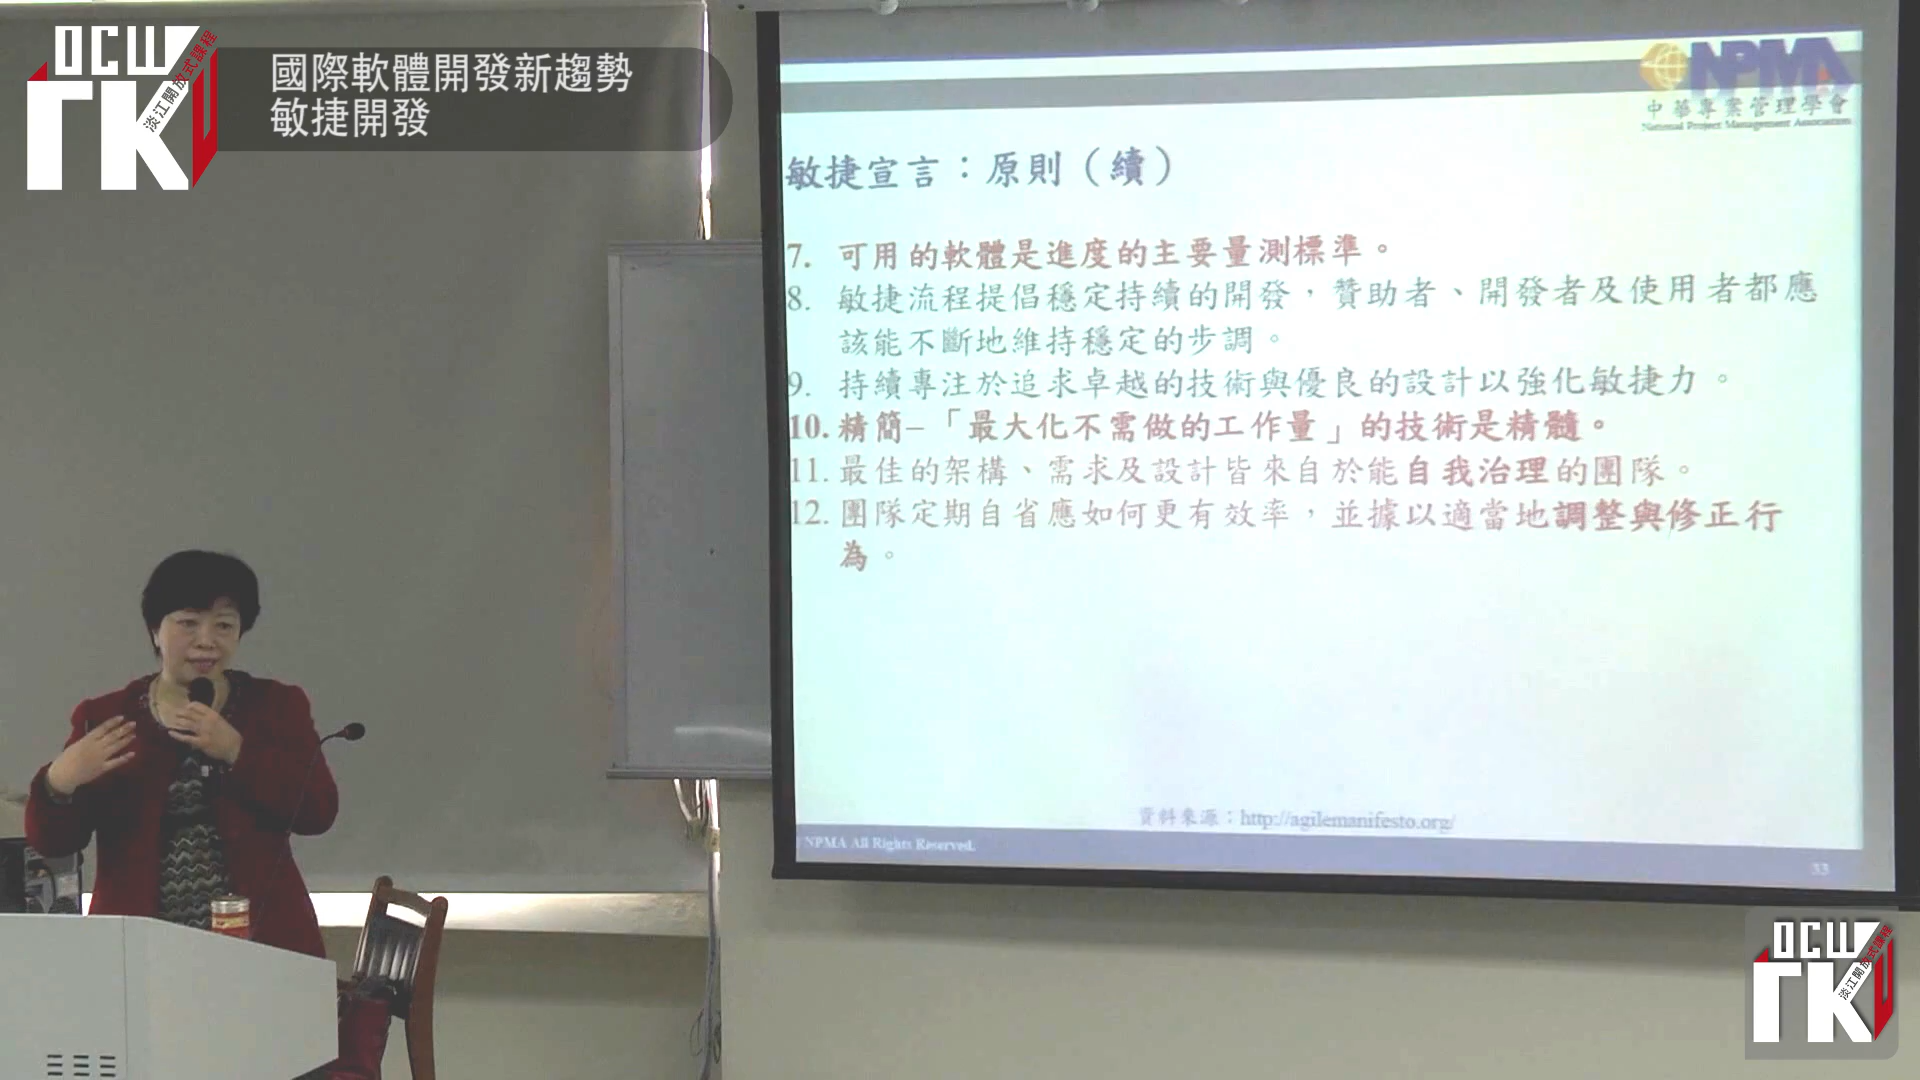 OCW
TKU
淡江開放式課程
國際軟體開發新趨勢
敏捷開發
NPMA
中華專案管理學會
National Project Management Association
敏捷宣言：原則（續）
7. 可用的軟體是進度的主要量測標準。
8. 敏捷流程提倡穩定持續的開發，贊助者、開發者及使用者都應
該能不斷地維持穩定的步調。
9. 持續專注於追求卓越的技術與優良的設計以強化敏捷力。
10. 精簡–「最大化不需做的工作量」的技術是精髓。
11. 最佳的架構、需求及設計皆來自於能自我治理的團隊。
12. 團隊定期自省應如何更有效率，並據以適當地調整與修正行
為。
資料來源：http://agilemanifesto.org/
NPMA All Rights Reserved.
33
OCW
TKU
淡江開放式課程